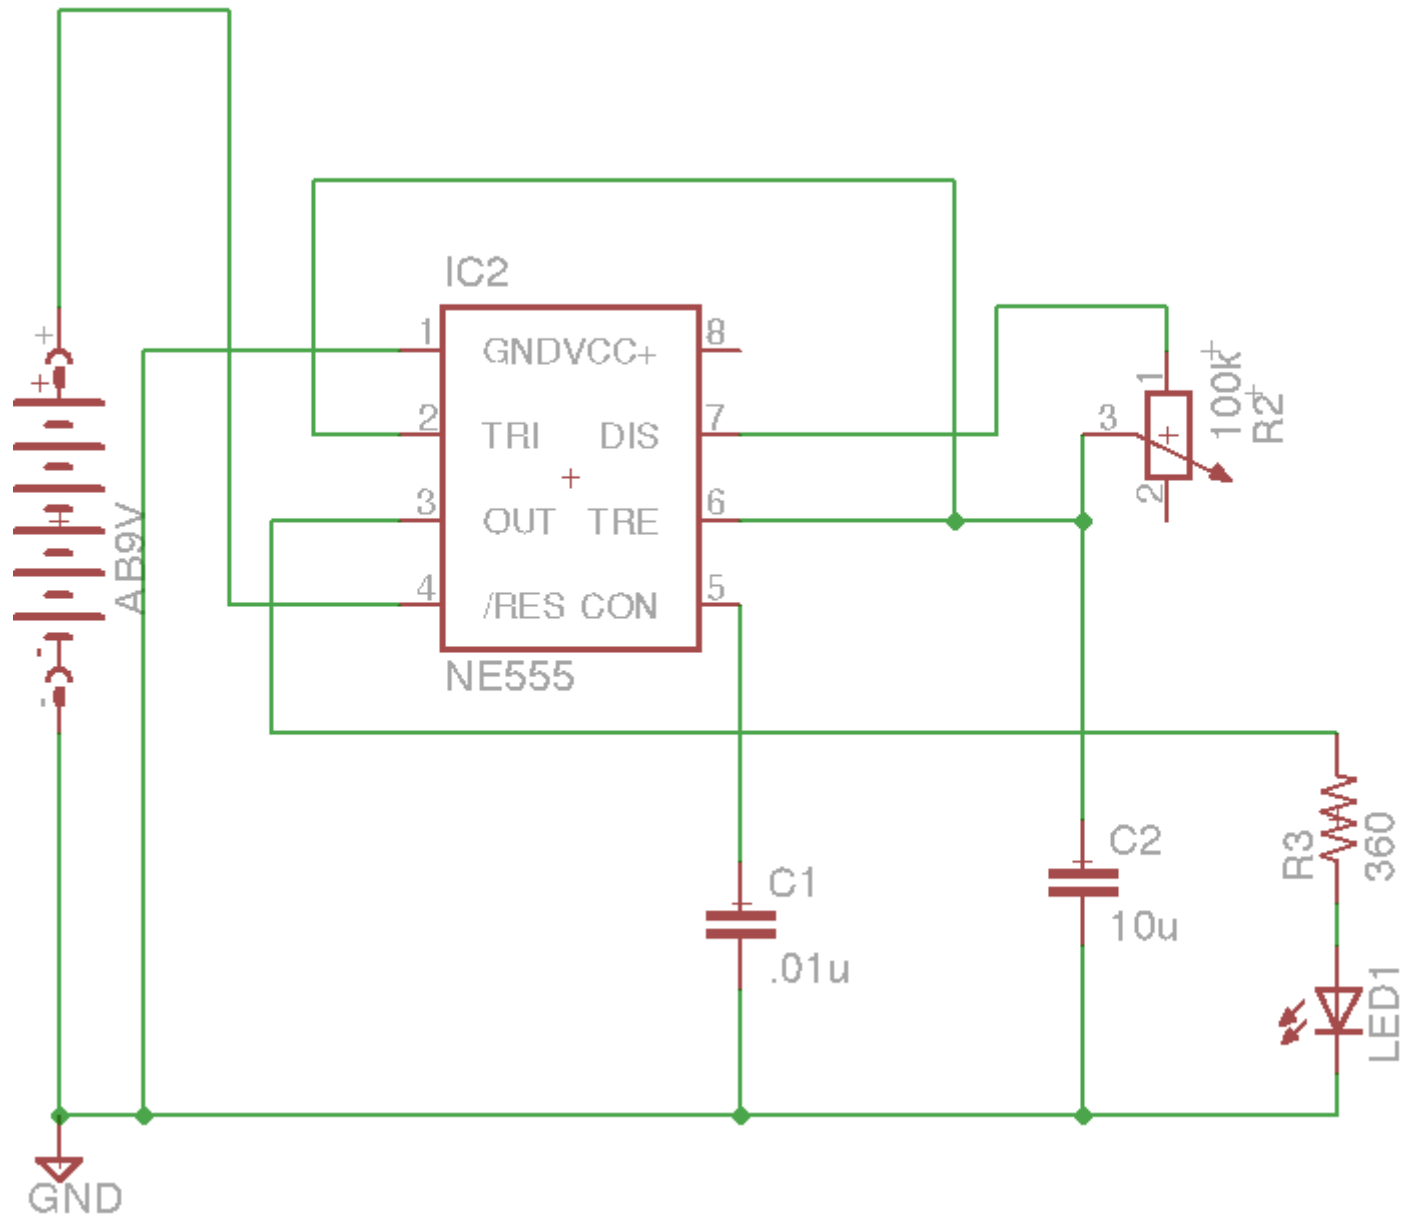 IC2
1
GNDVCC+
8
2
TRI
DIS
7
3
OUT
TRE
6
4
/RES
CON
5
NE555
+
+
AB9V
-
-
1
3
2
100k
R2
C1
.01u
C2
10u
R3
360
LED1
GND